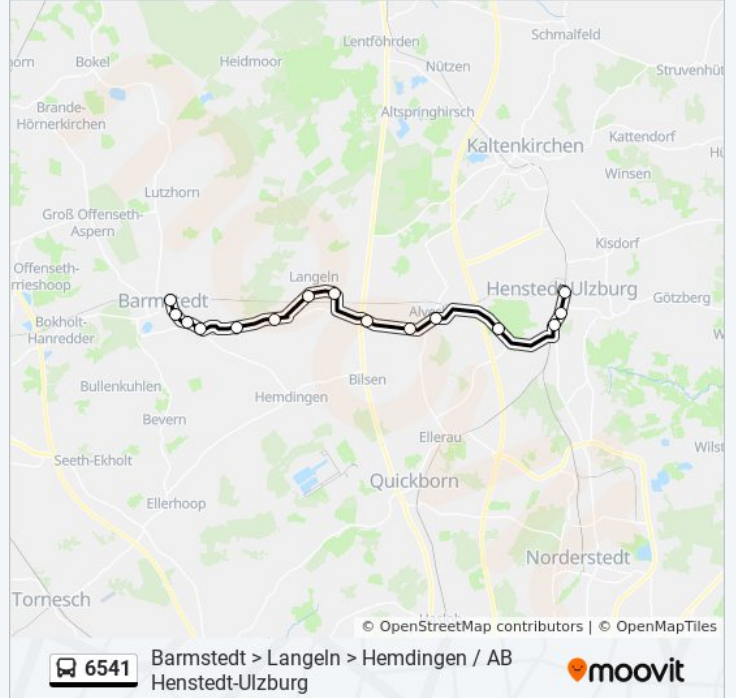 Lentföhrden
Schmalfeld
Bokel
Heidmoor
Nützen
Struvenhüt
Brande-
Hörnerkirchen
Altspringhirsch
Kaltenkirchen
Kattendorf
Winsen
Lutzhorn
Groß Offenseth-
Aspern
Kisdorf
Offenseth-
rrieshoop
Langeln
Barmstedt
Henstedt-Ulzburg
Götzberg
Bokholt-
Hanredder
Bullenkuhlen
Bilsen
Hemdingen
Bevern
Ellerau
Seeth-Ekholt
Wilst
Quickborn
Ellerhoop
Norderstedt
Tornesch
© OpenStreetMap contributors | © OpenMapTiles
6541
Barmstedt > Langeln > Hemdingen / AB
Henstedt-Ulzburg
moovit